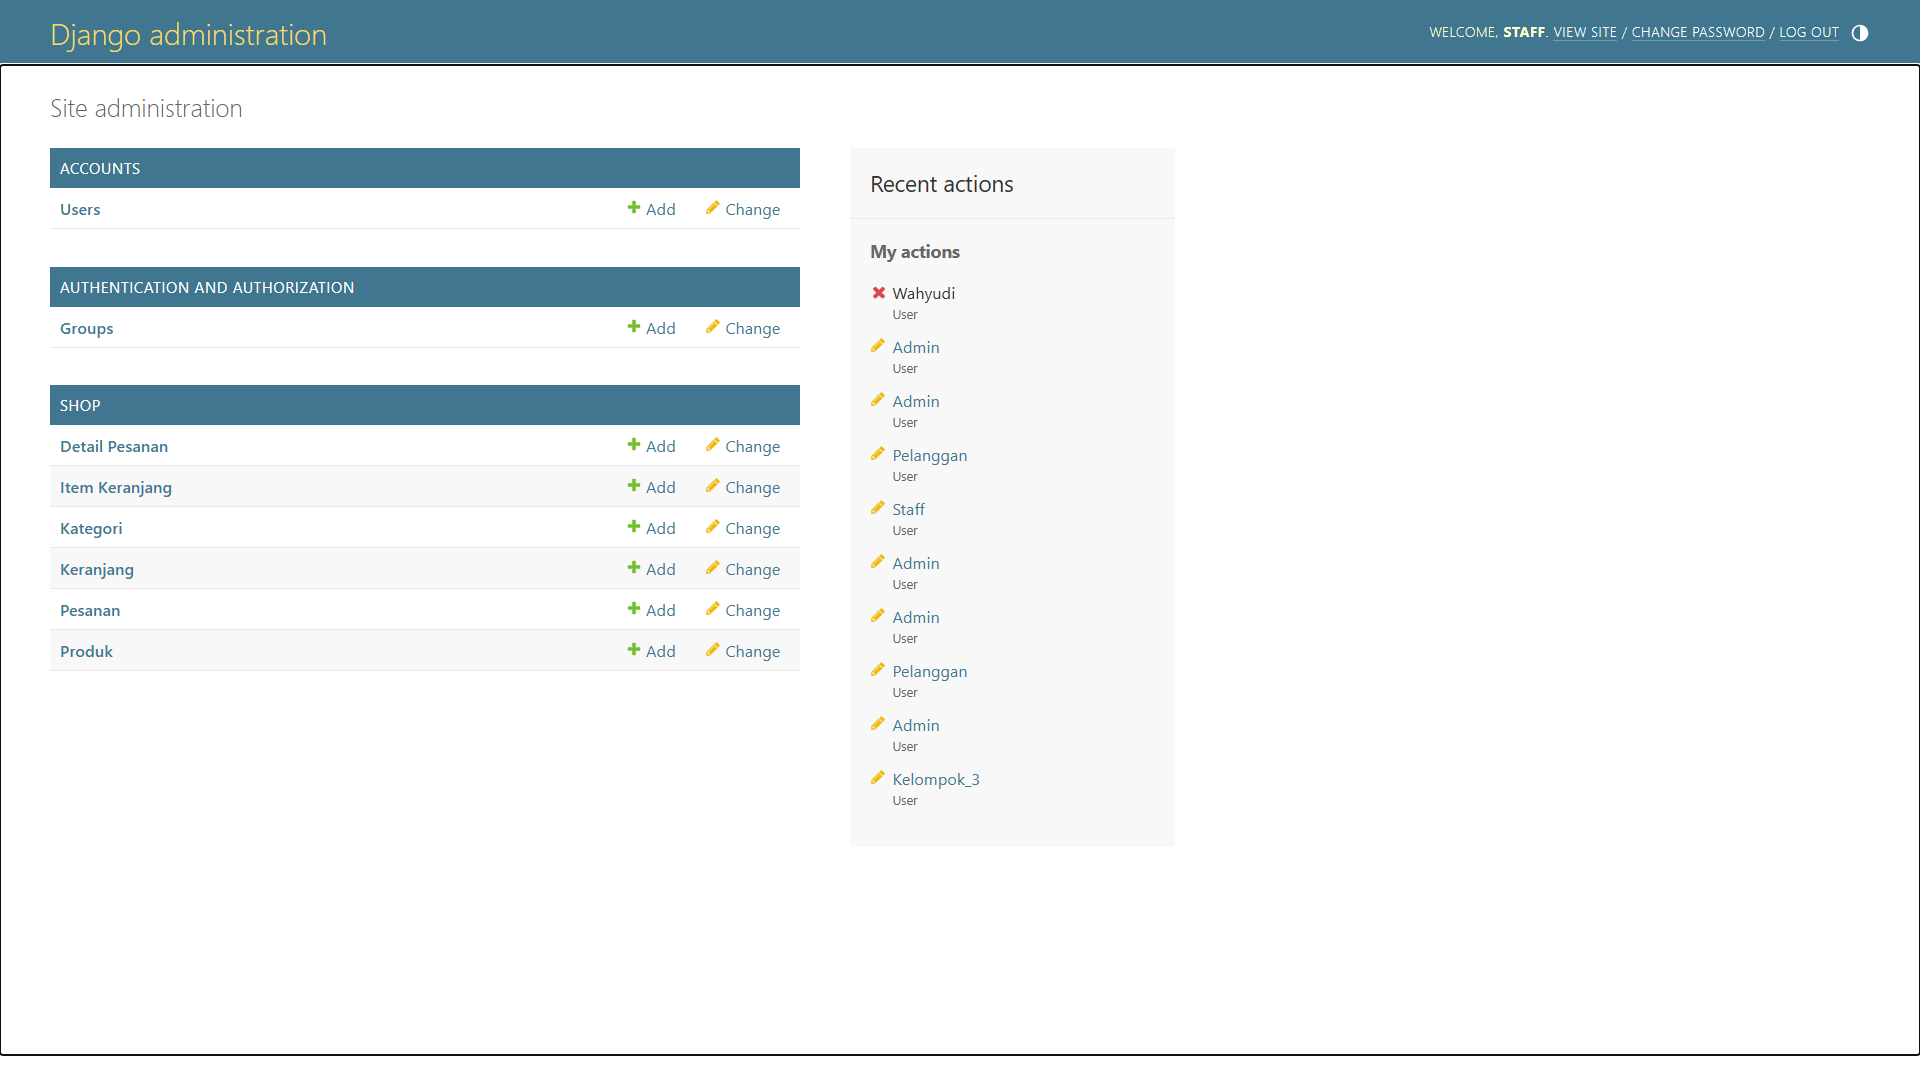 Django administration
WELCOME, STAFF. VIEW SITE / CHANGE PASSWORD / LOG OUT
Site administration
ACCOUNTS
Users Add Change
AUTHENTICATION AND AUTHORIZATION
Groups Add Change
SHOP
Detail Pesanan Add Change
Item Keranjang Add Change
Kategori Add Change
Keranjang Add Change
Pesanan Add Change
Produk Add Change
Recent actions
My actions
Wahyudi
User
Admin
User
Admin
User
Pelanggan
User
Staff
User
Admin
User
Admin
User
Pelanggan
User
Admin
User
Kelompok_3
User